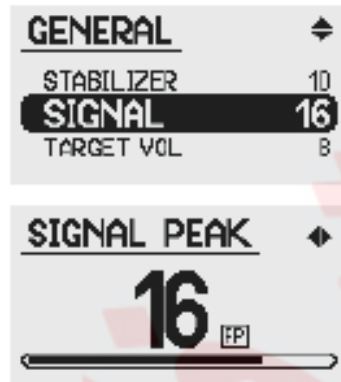 GENERAL
STABILIZER 10
SIGNAL 16
TARGET VOL 8
SIGNAL PEAK
16 FP